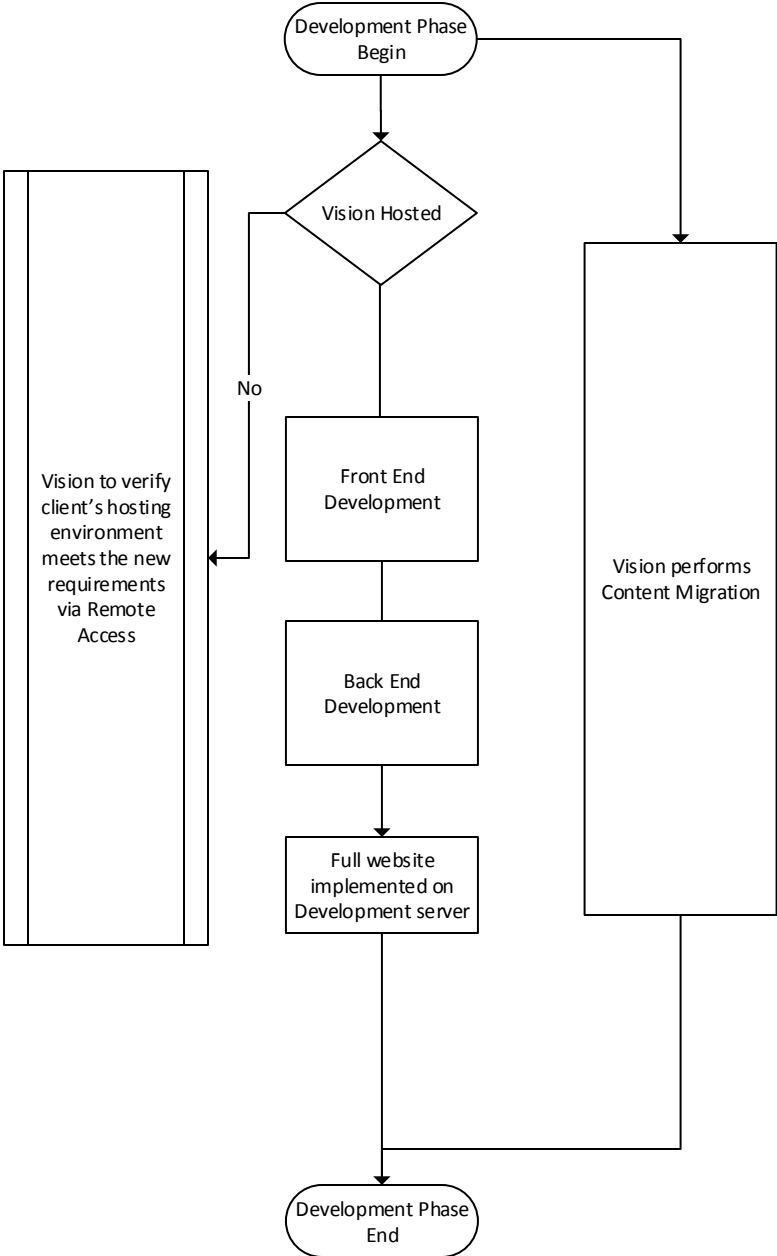 Development Phase
Begin
Vision Hosted
No
Vision to verify
client's hosting
environment
meets the new
requirements
via Remote
Access
Front End
Development
Vision performs
Content Migration
Back End
Development
Full website
implemented on
Development server
Development Phase
End